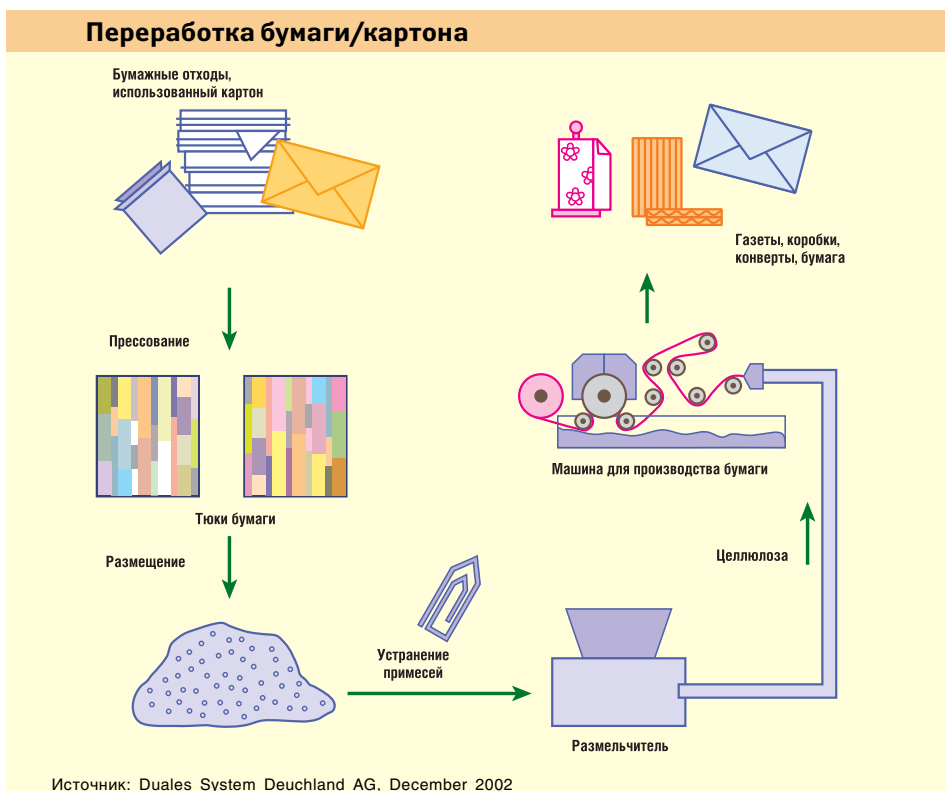 Переработка бумаги/картона
Бумажные отходы,
использованный картон
Прессование
Тюки бумаги
Размещение
Устранение
примесей
Размельчитель
Целлюлоза
Машина для производства бумаги
Газеты, коробки,
конверты, бумага
Источник: Duales System Deuchland AG, December 2002